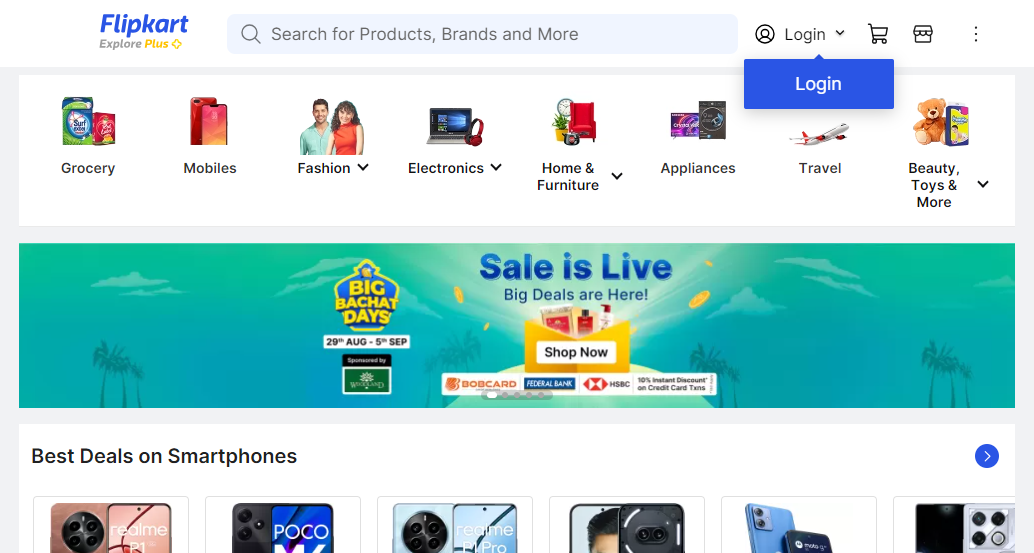 Flipkart
Explore Plus
Search for Products, Brands and More
Login
Login
Surf excel
Grocery
Mobiles
Fashion
Electronics
Home &
Furniture
Appliances
Travel
Beauty,
Toys &
More
BIG
BACHAT
DAYS
29TH AUG - 5TH SEP
Sponsored by
WOODLAND
Sale is Live
Big Deals are Here!
Shop Now
BOBCARD
FEDERAL BANK
HSBC
10% Instant Discount*
on Credit Card Txns
Best Deals on Smartphones
realme
P1
POCO
realme
P1 Pro